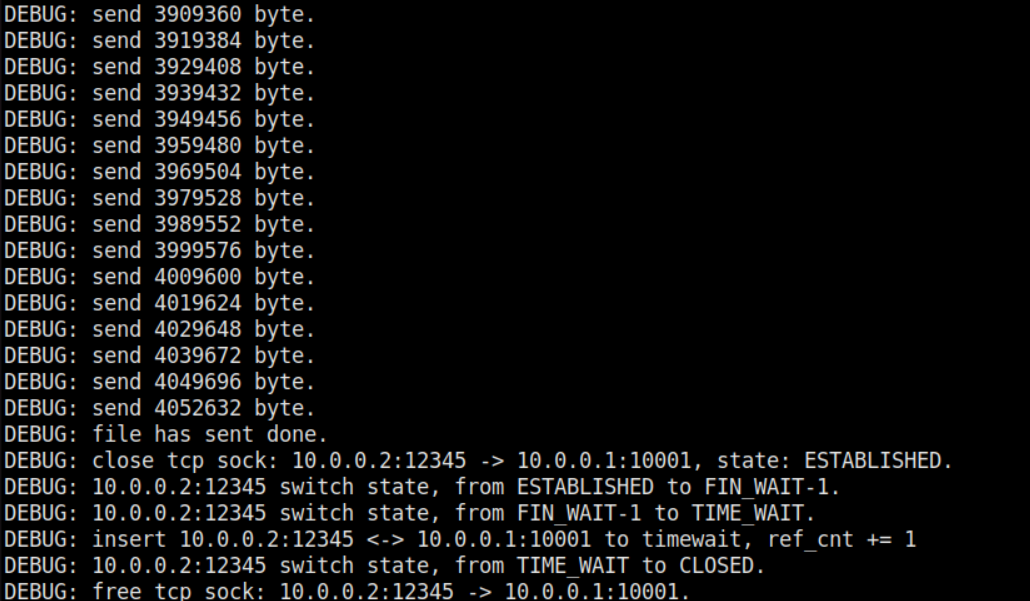 DEBUG: send 3909360 byte.
DEBUG: send 3919384 byte.
DEBUG: send 3929408 byte.
DEBUG: send 3939432 byte.
DEBUG: send 3949456 byte.
DEBUG: send 3959480 byte.
DEBUG: send 3969504 byte.
DEBUG: send 3979528 byte.
DEBUG: send 3989552 byte.
DEBUG: send 3999576 byte.
DEBUG: send 4009600 byte.
DEBUG: send 4019624 byte.
DEBUG: send 4029648 byte.
DEBUG: send 4039672 byte.
DEBUG: send 4049696 byte.
DEBUG: send 4052632 byte.
DEBUG: file has sent done.
DEBUG: close tcp sock: 10.0.0.2:12345 -> 10.0.0.1:10001, state: ESTABLISHED.
DEBUG: 10.0.0.2:12345 switch state, from ESTABLISHED to FIN_WAIT-1.
DEBUG: 10.0.0.2:12345 switch state, from FIN_WAIT-1 to TIME_WAIT.
DEBUG: insert 10.0.0.2:12345 <-> 10.0.0.1:10001 to timewait, ref_cnt += 1
DEBUG: 10.0.0.2:12345 switch state, from TIME_WAIT to CLOSED.
DEBUG: free tcp sock: 10.0.0.2:12345 -> 10.0.0.1:10001.